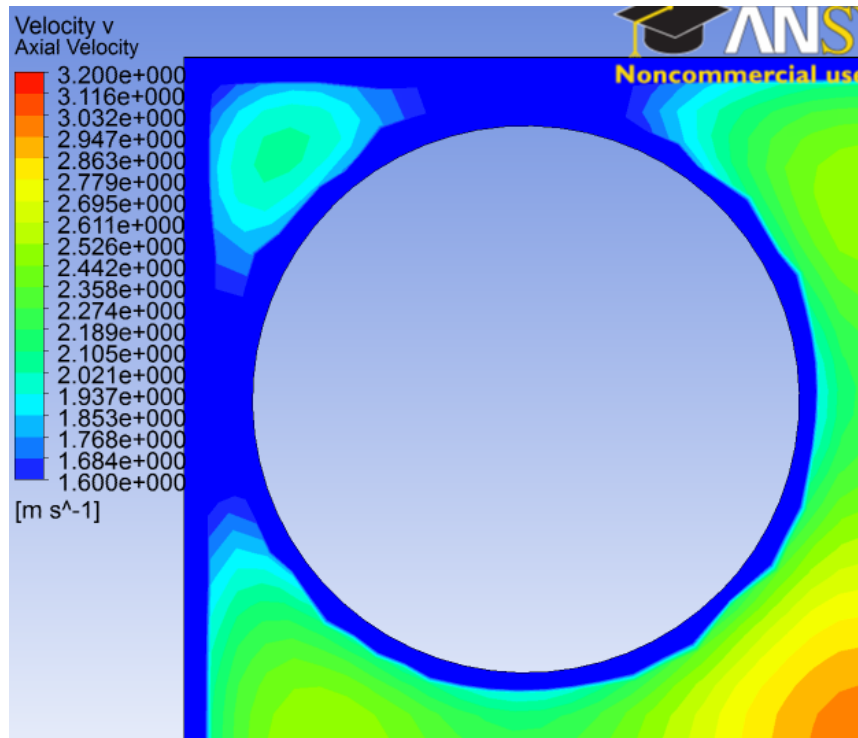 Velocity v
Axial Velocity
3.200e+000
3.116e+000
3.032e+000
2.947e+000
2.863e+000
2.779e+000
2.695e+000
2.611e+000
2.526e+000
2.442e+000
2.358e+000
2.274e+000
2.189e+000
2.105e+000
2.021e+000
1.937e+000
1.853e+000
1.768e+000
1.684e+000
1.600e+000
[m s^-1]
ANS
Noncommercial use